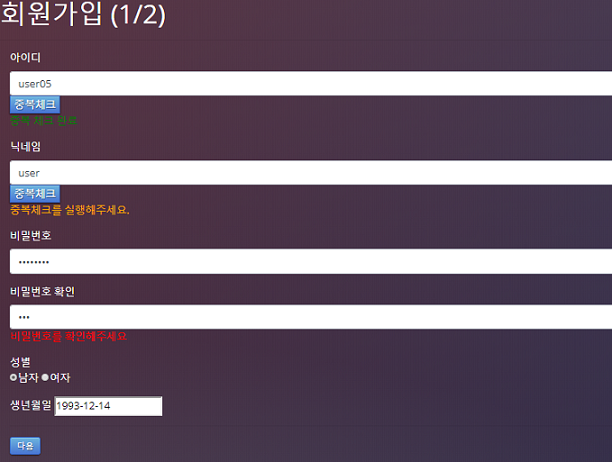 회원가입 (1/2)
아이디
user05
중복체크
중복 체크 완료
닉네임
user
중복체크
중복체크를 실행해주세요.
비밀번호
••••••••
비밀번호 확인
•••
비밀번호를 확인해주세요
성별
남자 여자
생년월일 1993-12-14
다음